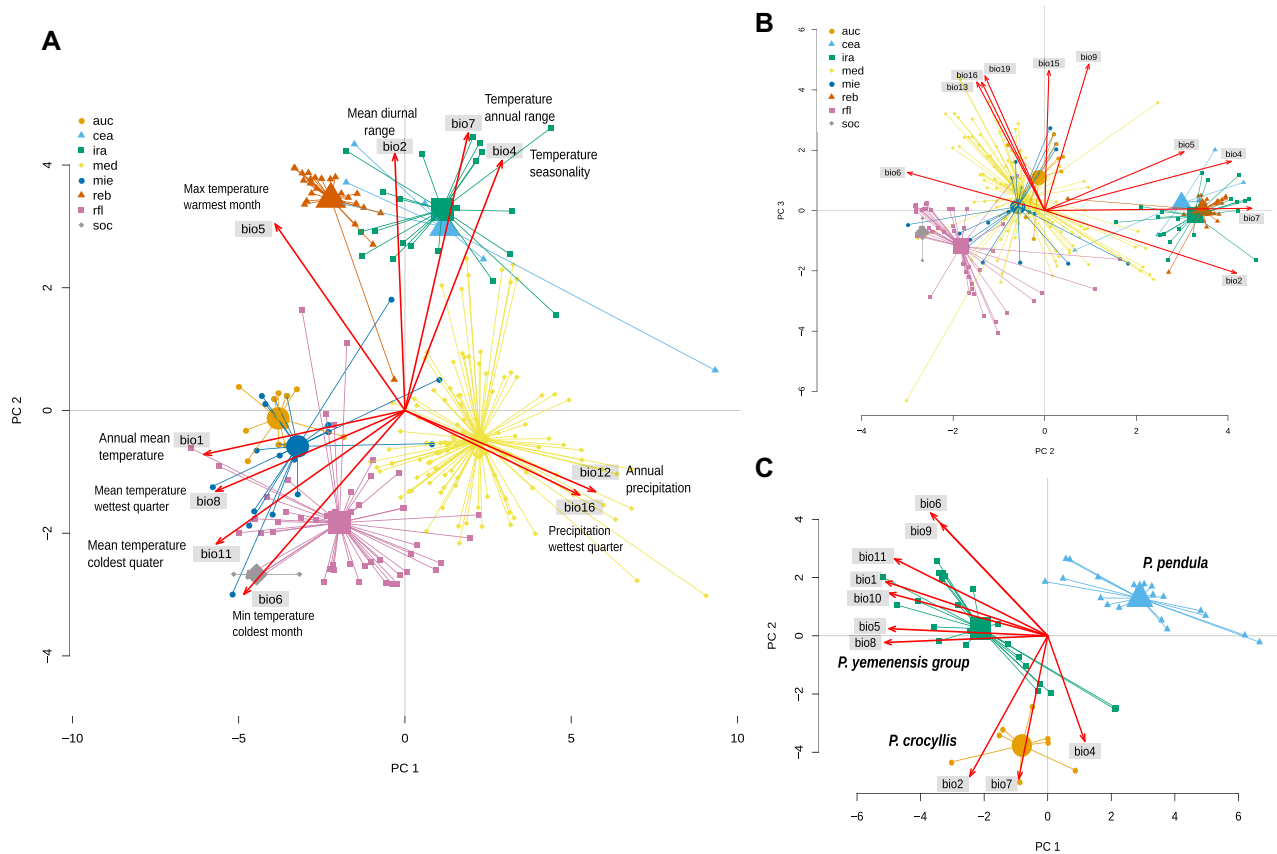 A
auc
cea
ira
med
mie
reb
rfl
soc
Mean diurnal
range
bio2
Temperature
annual range
bio7
bio4
Temperature
seasonality
Max temperature
warmest month
bio5
Annual mean
temperature
bio1
Mean temperature
wettest quarter
bio8
Mean temperature
coldest quater
bio11
bio6
Min temperature
coldest month
bio12
Annual
precipitation
bio16
Precipitation
wettest quarter
4
2
0
−2
−4
PC 2
−10
−5
0
5
10
PC 1
B
auc
cea
ira
med
mie
reb
rfl
soc
bio16
bio19
bio13
bio15
bio9
bio5
bio4
bio6
bio7
bio2
6
4
2
0
−2
−4
−6
PC 3
−4
−2
0
2
4
PC 2
C
bio6
bio9
bio11
bio1
bio10
bio5
bio8
P. pendula
P. yemenensis group
P. crocyllis
bio4
bio2
bio7
4
2
0
−2
−4
PC 2
−6
−4
−2
0
2
4
6
PC 1